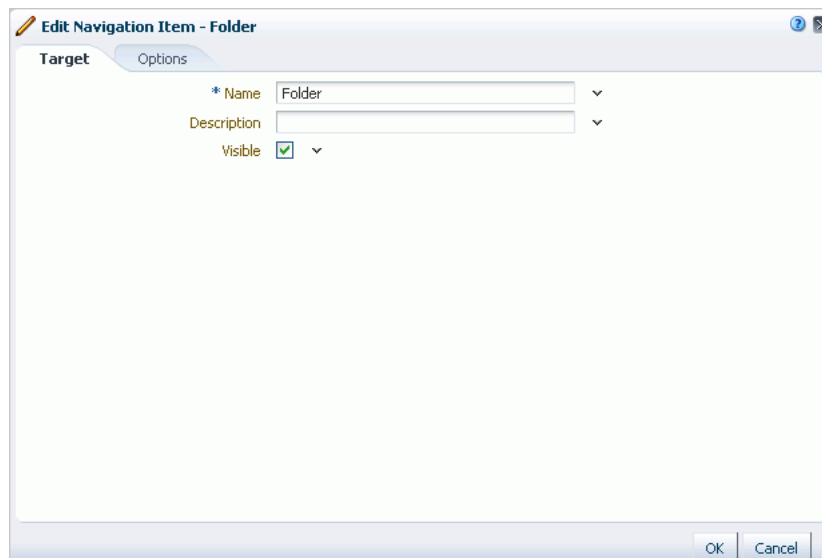 Edit Navigation Item - Folder
Target Options
* Name Folder
Description
Visible
OK Cancel